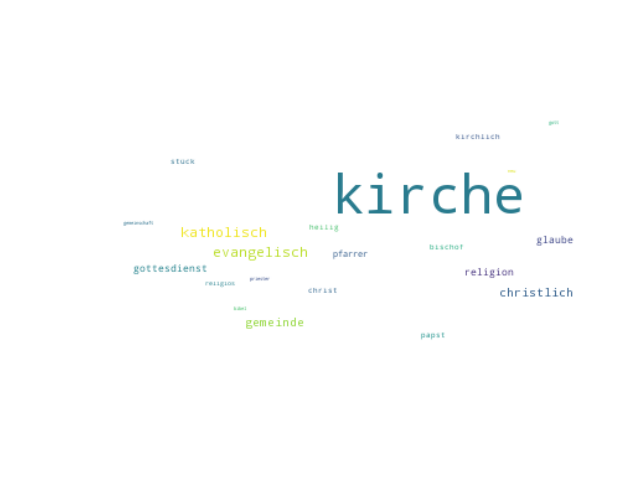 gott
kirchlich
stuck
~
kirche
gemeinschaft
heilig
katholisch
glaube
bischof
evangelisch
pfarrer
gottesdienst
religion
priester
religiös
christ
christlich
bibel
gemeinde
papst